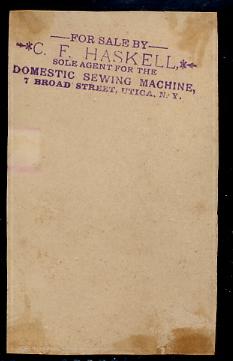 FOR SALE BY
C. F. HASKELL,
SOLE AGENT FOR THE
DOMESTIC SEWING MACHINE,
7 BROAD STREET, UTICA, N. Y.